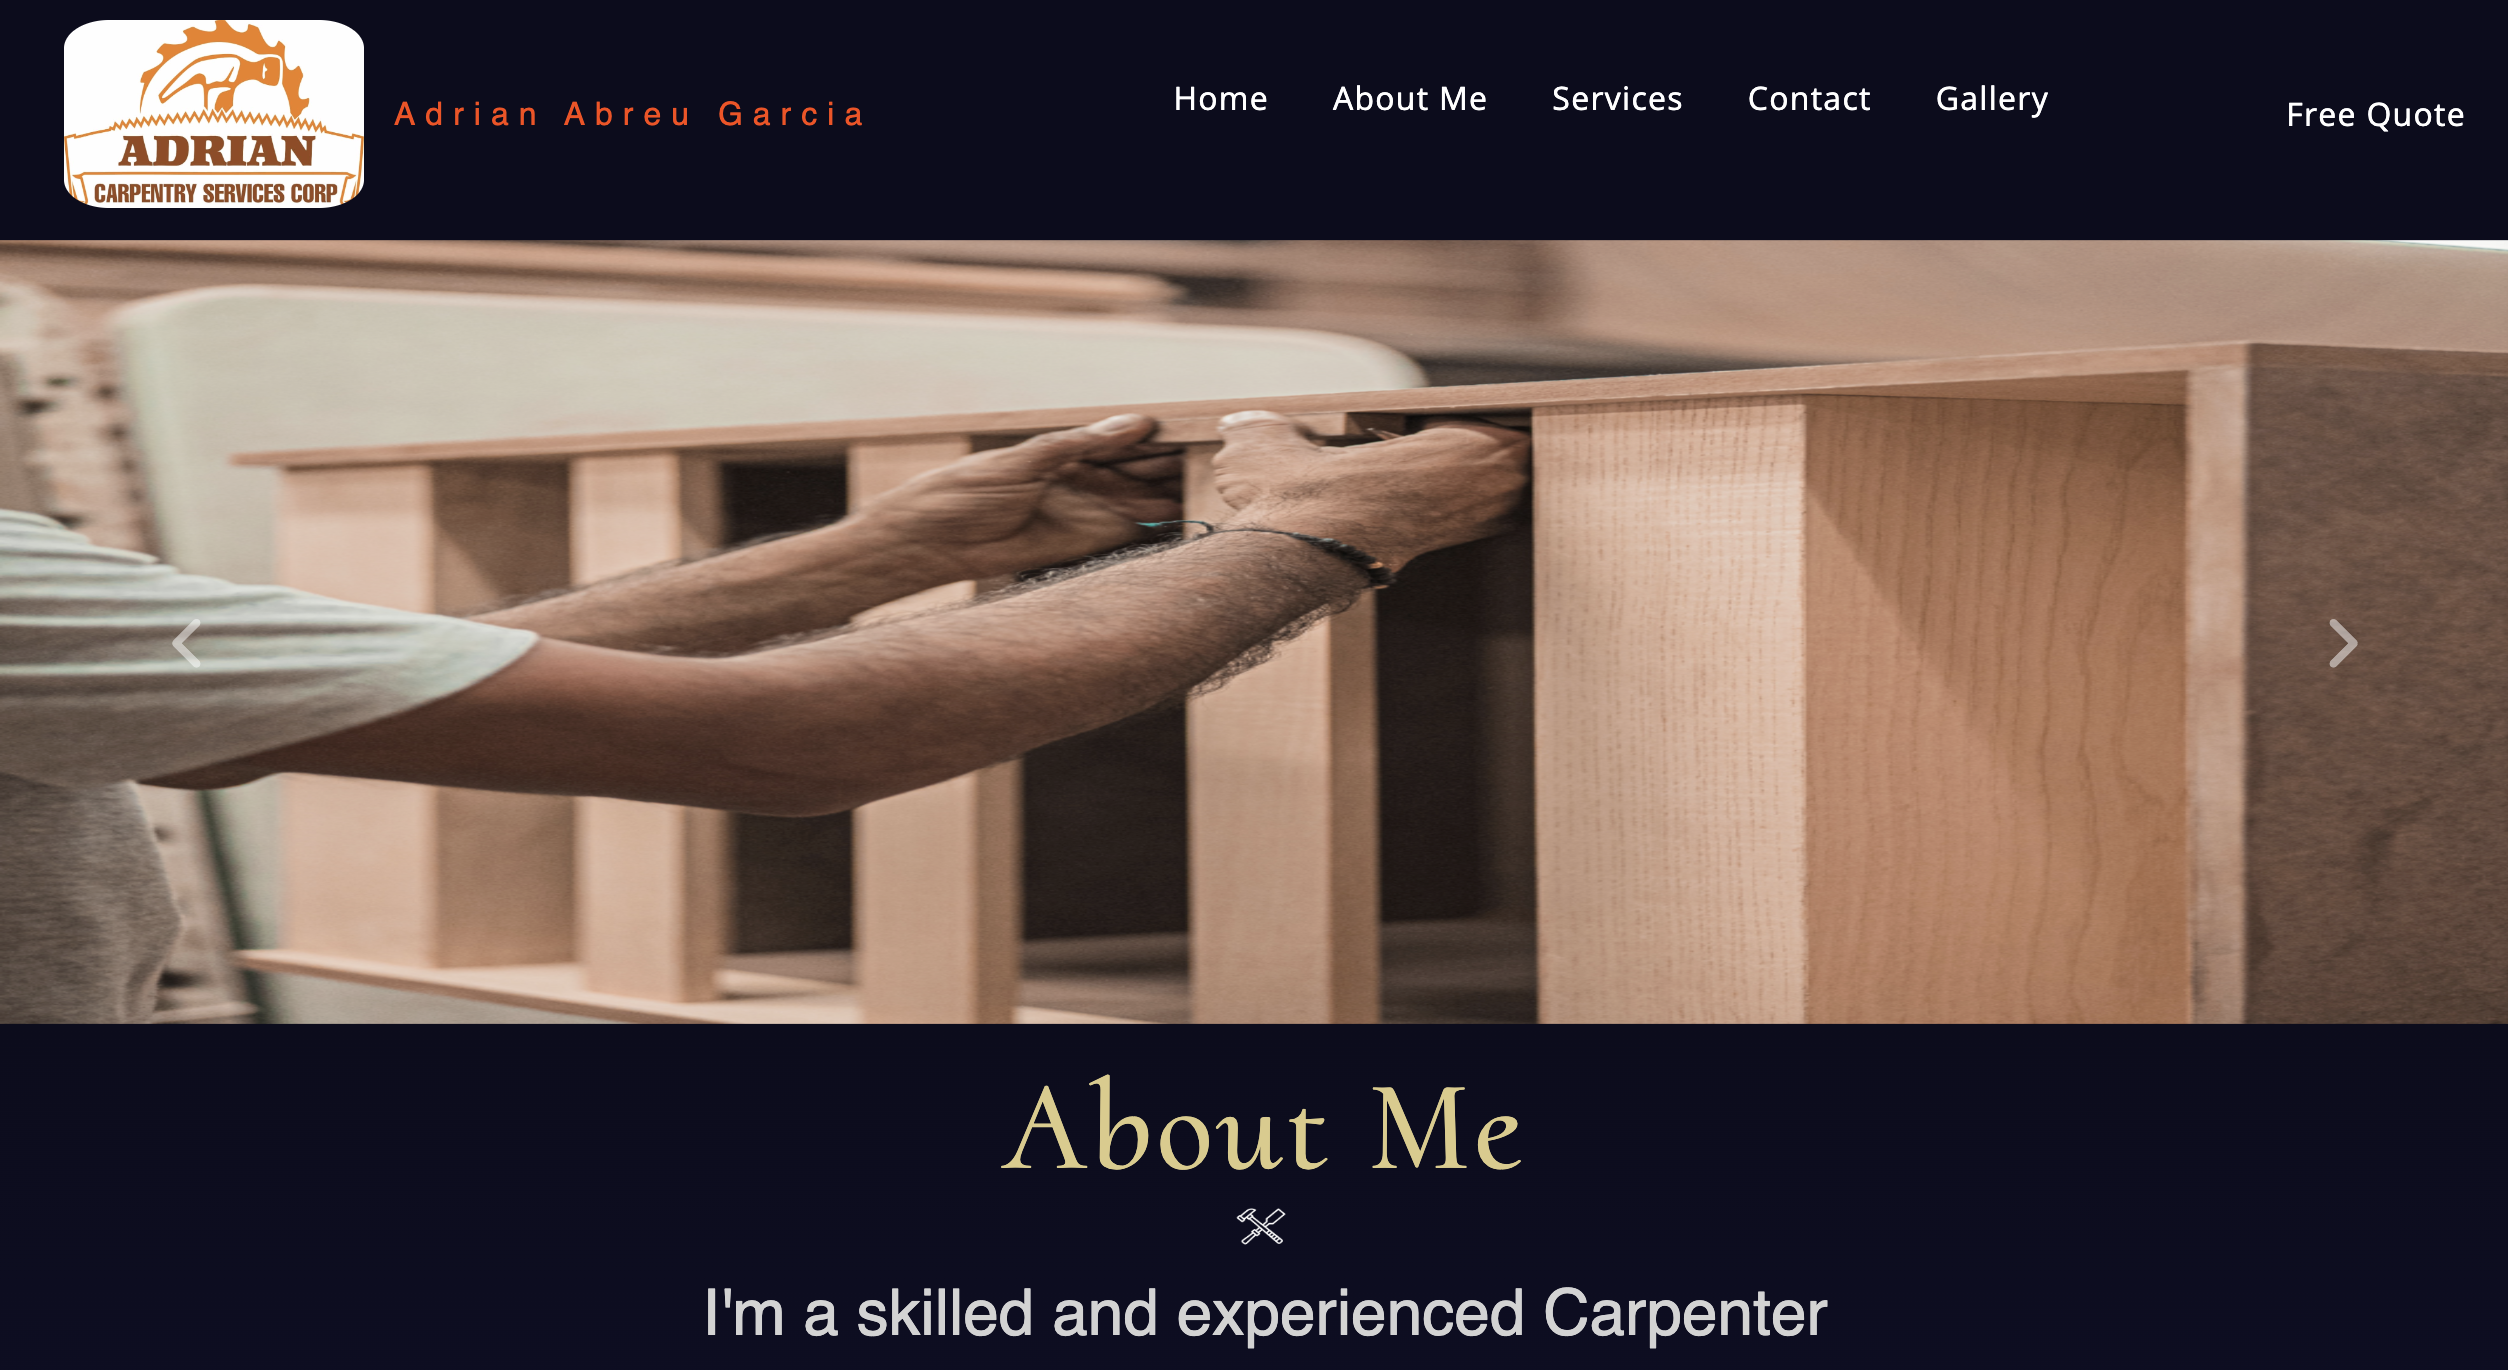 ADRIAN
CARPENTRY SERVICES CORP
Adrian Abreu Garcia
Home About Me Services Contact Gallery
Free Quote
About Me
I'm a skilled and experienced Carpenter